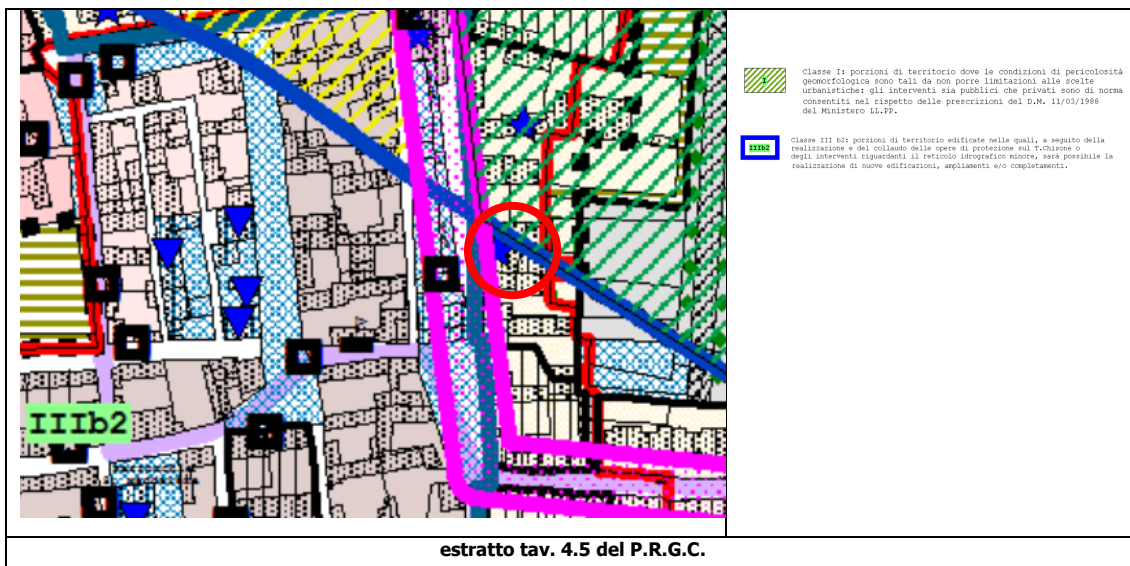 IIIb2
I
Classe I: porzioni di territorio dove le condizioni di pericolosità
geomorfologica sono tali da non porre limitazioni alle scelte
urbanistiche: gli interventi sia pubblici che privati sono di norma
consentiti nel rispetto delle prescrizioni del D.M. 11/03/1988
del Ministero LL.PP.
IIIb2
Classe III b2: porzioni di territorio edificate nelle quali, a seguito della
realizzazione e del collaudo delle opere di protezione sul T.Chisone o
degli interventi riguardanti il reticolo idrografico minore, sarà possibile la
realizzazione di nuove edificazioni, ampliamenti e/o completamenti.
estratto tav. 4.5 del P.R.G.C.